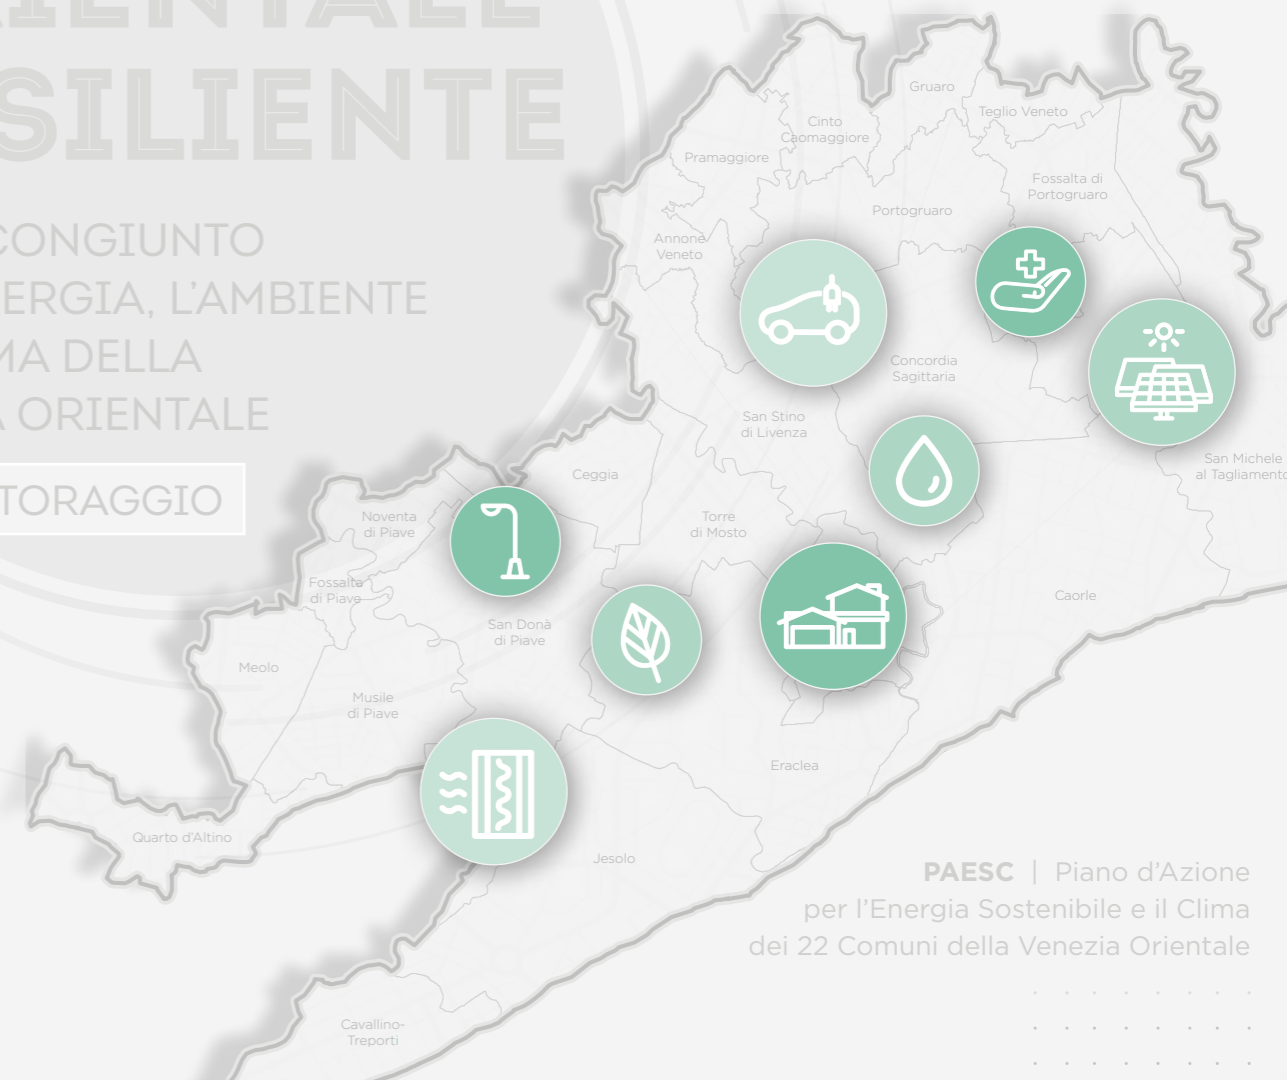 RIENTALE
SILIENTE
CONGIUNTO
ERGIA, L'AMBIENTE
MA DELLA
A ORIENTALE
TORAGGIO
Gruaro
Teglio Veneto
Cinto
Caomaggiore
Pramaggiore
Fossalta di
Portogruaro
Portogruaro
Annone
Veneto
Concordia
Sagittaria
San Stino
di Livenza
San Michele
al Tagliamento
Ceggia
Noventa
di Piave
Torre
di Mosto
Fossalta
di Piave
Caorle
San Donà
di Piave
Meolo
Musile
di Piave
Eraclea
Quarto d'Altino
Jesolo
PAESC | Piano d'Azione
per l'Energia Sostenibile e il Clima
dei 22 Comuni della Venezia Orientale
Cavallino-
Treporti